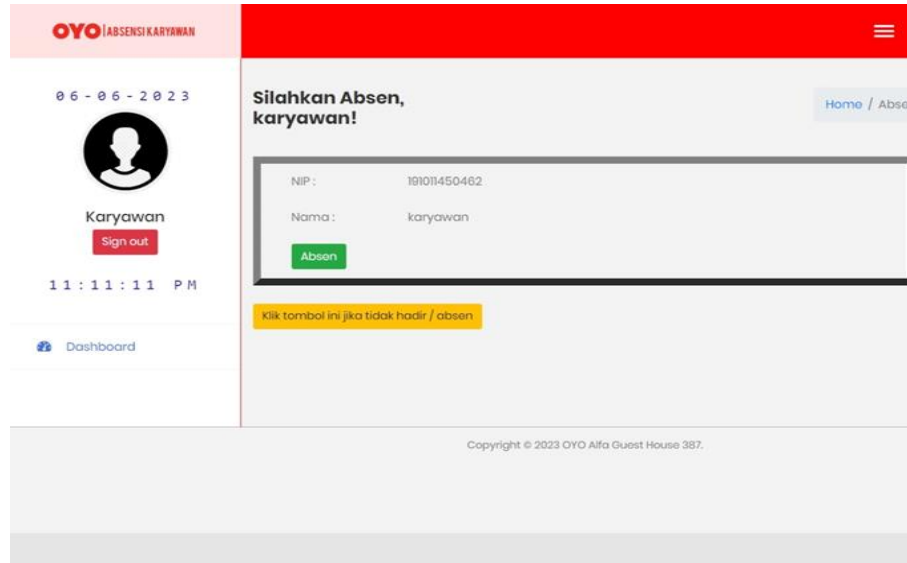 OYO ABSENSI KARYAWAN
06-06-2023
Karyawan
Sign out
11:11:11 PM
Dashboard
Silahkan Absen,
karyawan!
Home / Abse
NIP : 191011450462
Nama : karyawan
Absen
Klik tombol ini jika tidak hadir / absen
Copyright © 2023 OYO Alfa Guest House 387.